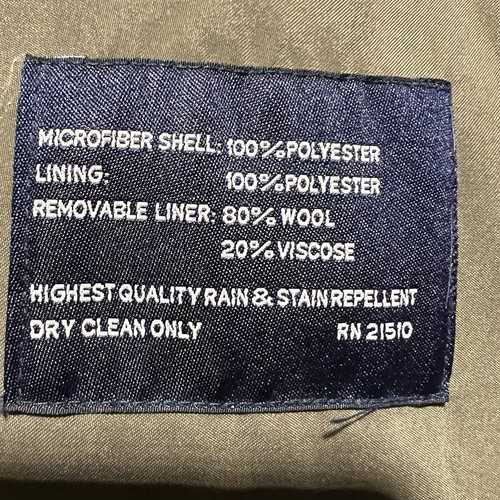 MICROFIBER SHELL: 100% POLYESTER
LINING: 100% POLYESTER
REMOVABLE LINER: 80% WOOL
20% VISCOSE
HIGHEST QUALITY RAIN & STAIN REPELLENT
DRY CLEAN ONLY RN 21510